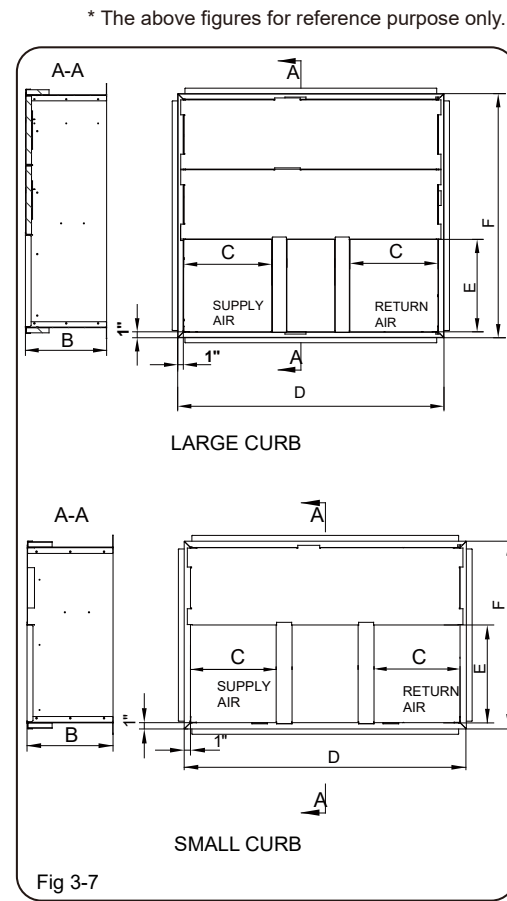 * The above figures for reference purpose only.
A-A
A
C
C
F
E
SUPPLY
AIR
RETURN
AIR
B
1"
1"
A
D
LARGE CURB
A-A
A
C
C
F
E
SUPPLY
AIR
RETURN
AIR
B
1"
1"
D
A
SMALL CURB
Fig 3-7